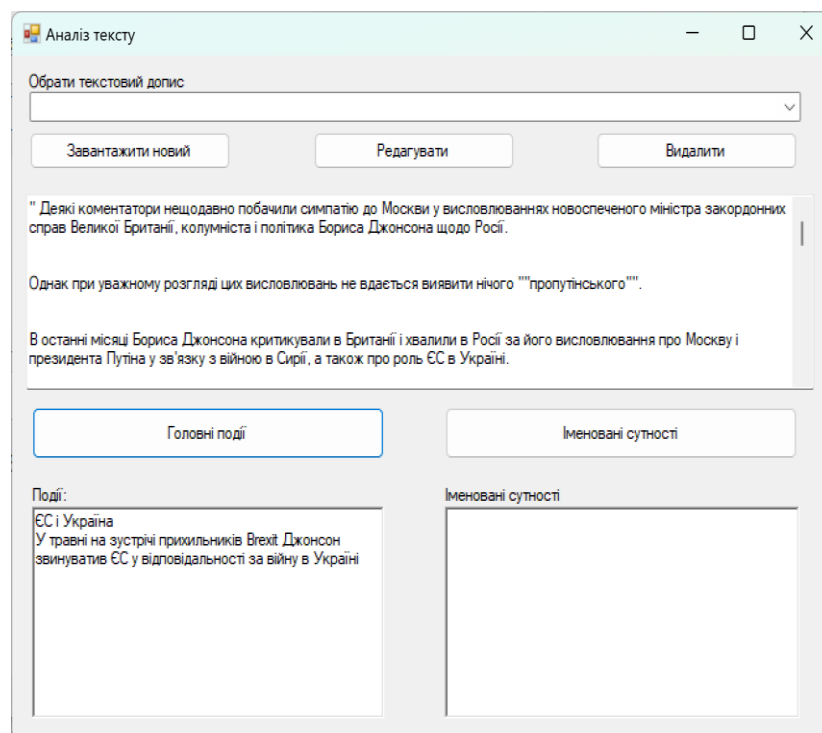 Аналіз тексту
Обрати текстовий допис
Завантажити новий
Редагувати
Видалити
" Деякі коментатори нещодавно побачили симпатію до Москви у висловлюваннях новоспеченого міністра закордонних
справ Великої Британії, колумніста і політика Бориса Джонсона щодо Росії.
Однак при уважному розгляді цих висловлювань не вдається виявити нічого ""пропутінського"".
В останні місяці Бориса Джонсона критикували в Британії і хвалили в Росії за його висловлювання про Москву і
президента Путіна у зв'язку з війною в Сирії, а також про роль ЄС в Україні.
Головні події
Іменовані сутності
Події:
Іменовані сутності
ЄС і Україна
У травні на зустрічі прихильників Brexit Джонсон
звинуватив ЄС у відповідальності за війну в Україні